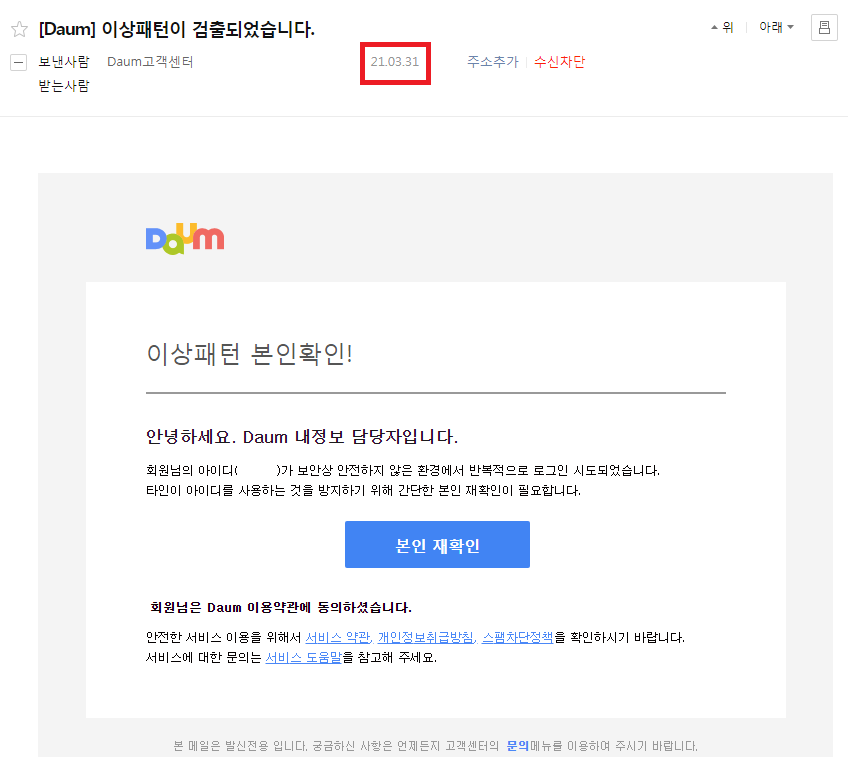 [Daum] 이상패턴이 검출되었습니다.
위 아래
보낸사람 Daum고객센터 21.03.31 주소추가 수신차단
받는사람
Daum
이상패턴 본인확인!
안녕하세요. Daum 내정보 담당자입니다.
회원님의 아이디( )가 보안상 안전하지 않은 환경에서 반복적으로 로그인 시도되었습니다.
타인이 아이디를 사용하는 것을 방지하기 위해 간단한 본인 재확인이 필요합니다.
본인 재확인
회원님은 Daum 이용약관에 동의하셨습니다.
안전한 서비스 이용을 위해서 서비스 약관, 개인정보취급방침, 스팸차단정책을 확인하시기 바랍니다.
서비스에 대한 문의는 서비스 도움말을 참고해 주세요.
본 메일은 발신전용 입니다. 궁금하신 사항은 언제든지 고객센터의 문의메뉴를 이용하여 주시기 바랍니다.